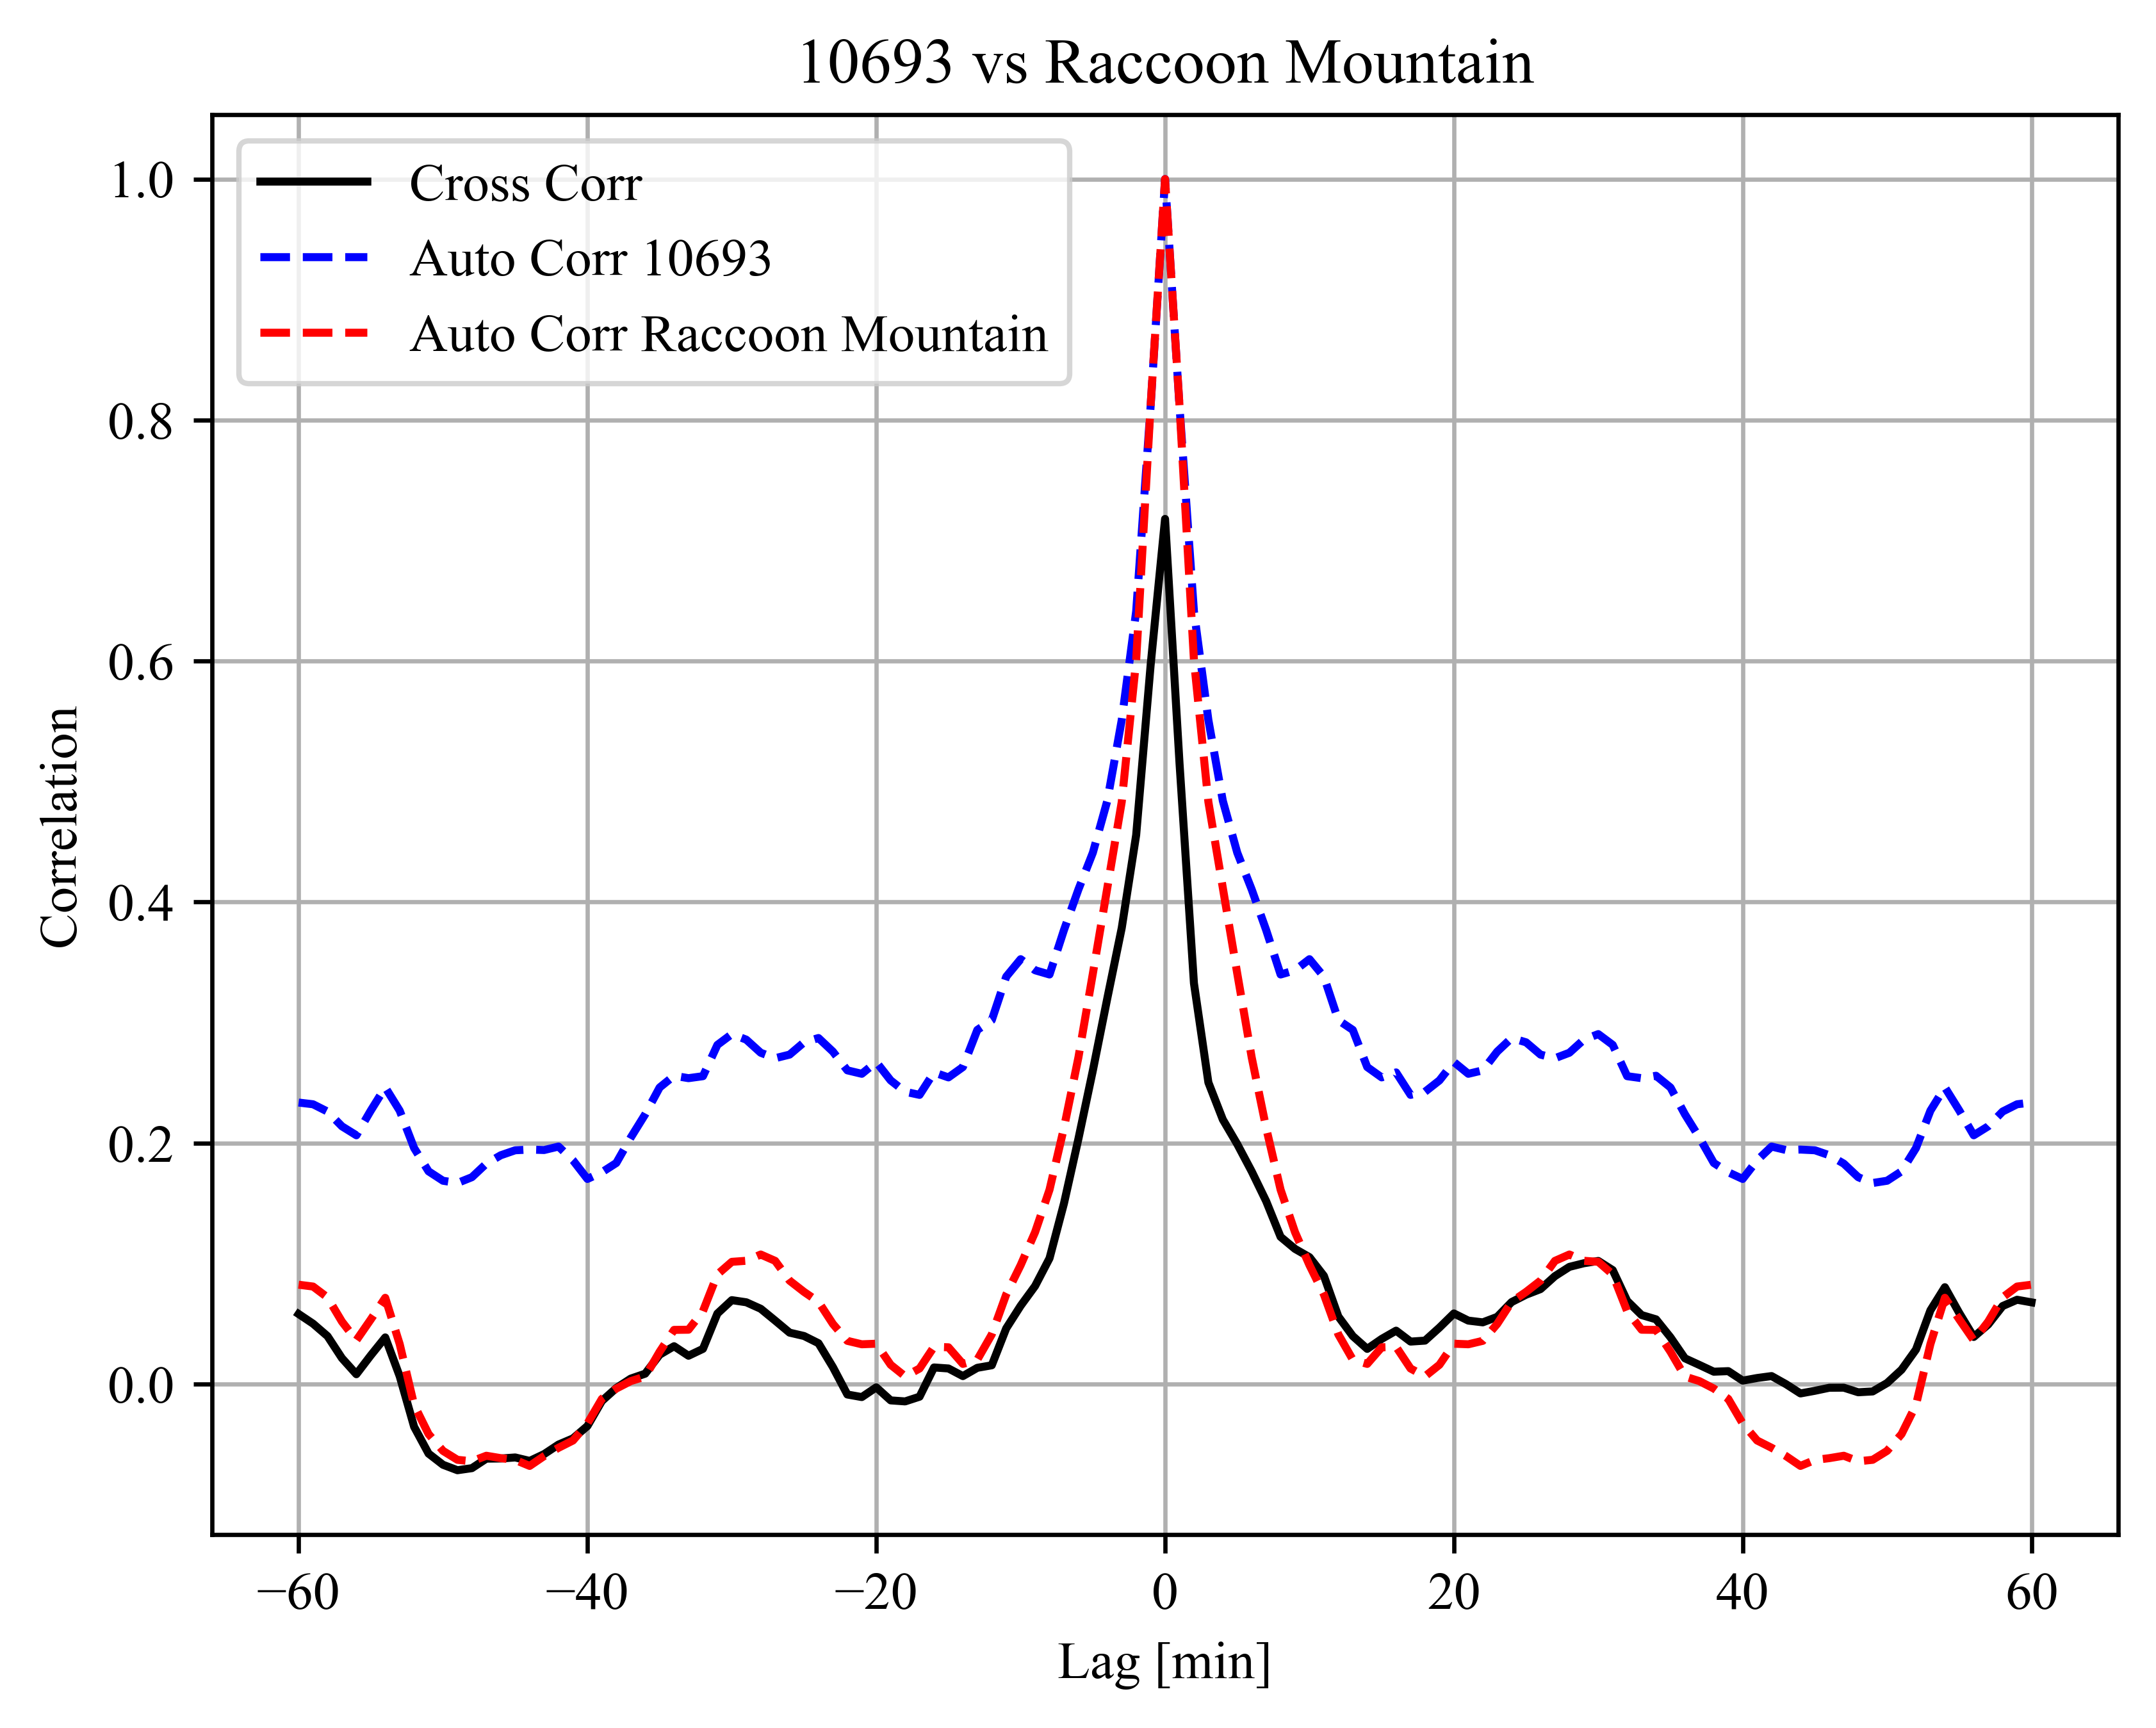 10693 vs Raccoon Mountain
Cross Corr
Auto Corr 10693
Auto Corr Raccoon Mountain
1.0
0.8
0.6
0.4
0.2
0.0
Correlation
−60 −40 −20 0 20 40 60
Lag [min]